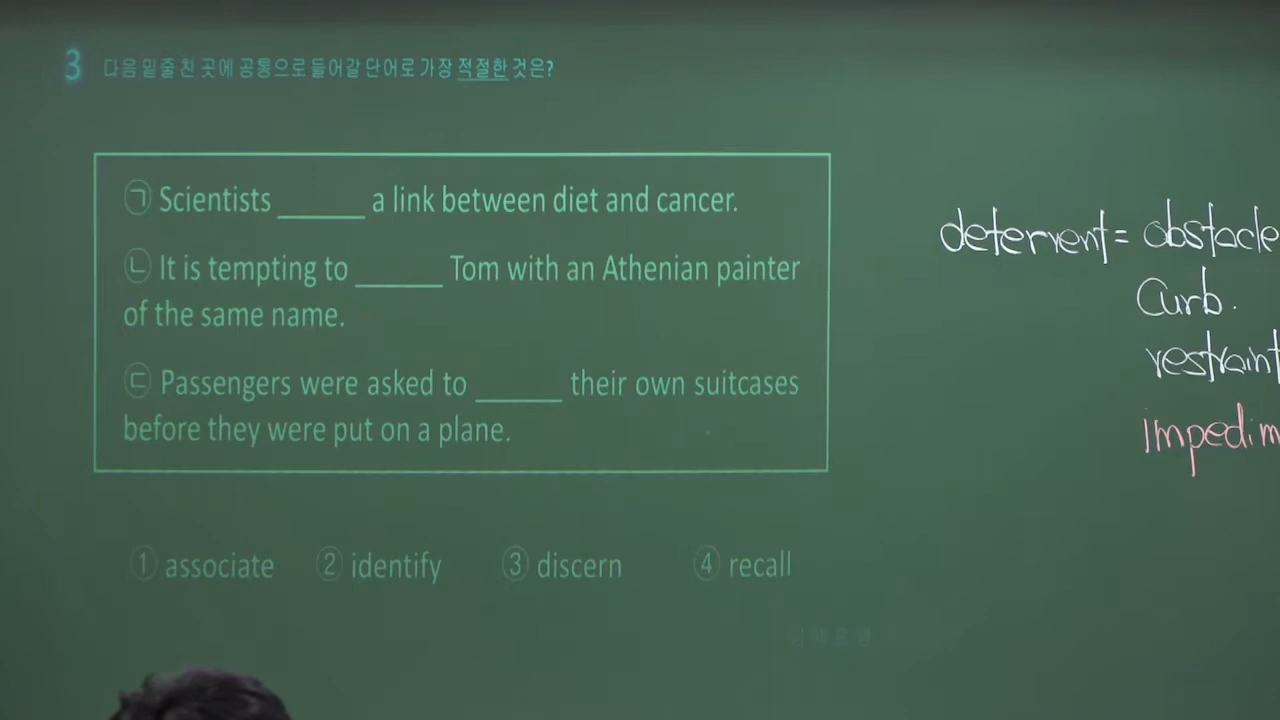 3 다음 밑줄 친 곳에 공통으로 들어갈 단어로 가장 적절한 것은?
㉠ Scientists ______ a link between diet and cancer.
㉡ It is tempting to ______ Tom with an Athenian painter
of the same name.
㉢ Passengers were asked to ______ their own suitcases
before they were put on a plane.
① associate ② identify ③ discern ④ recall
deterrent = obstacle
Curb.
restraint
impedim